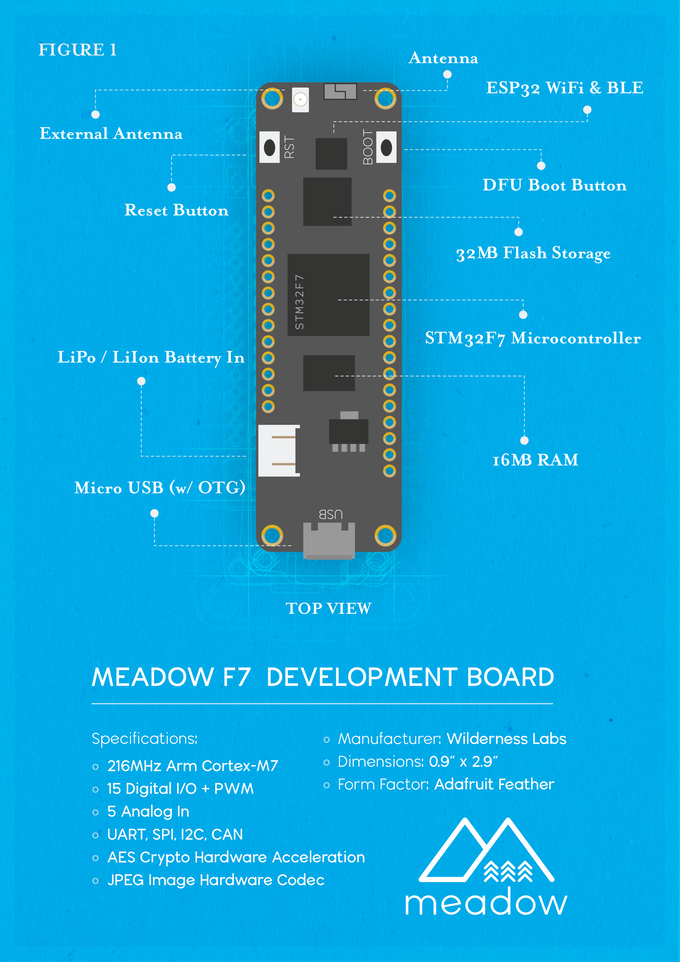 FIGURE 1
Antenna
ESP32 WiFi & BLE
External Antenna
RST
BOOT
DFU Boot Button
Reset Button
32MB Flash Storage
STM32F7
STM32F7 Microcontroller
LiPo / LiIon Battery In
16MB RAM
Micro USB (w/ OTG)
USB
TOP VIEW
MEADOW F7 DEVELOPMENT BOARD
Specifications:
216MHz Arm Cortex-M7
15 Digital I/O + PWM
5 Analog In
UART, SPI, I2C, CAN
AES Crypto Hardware Acceleration
JPEG Image Hardware Codec
Manufacturer: Wilderness Labs
Dimensions: 0.9" x 2.9"
Form Factor: Adafruit Feather
meadow